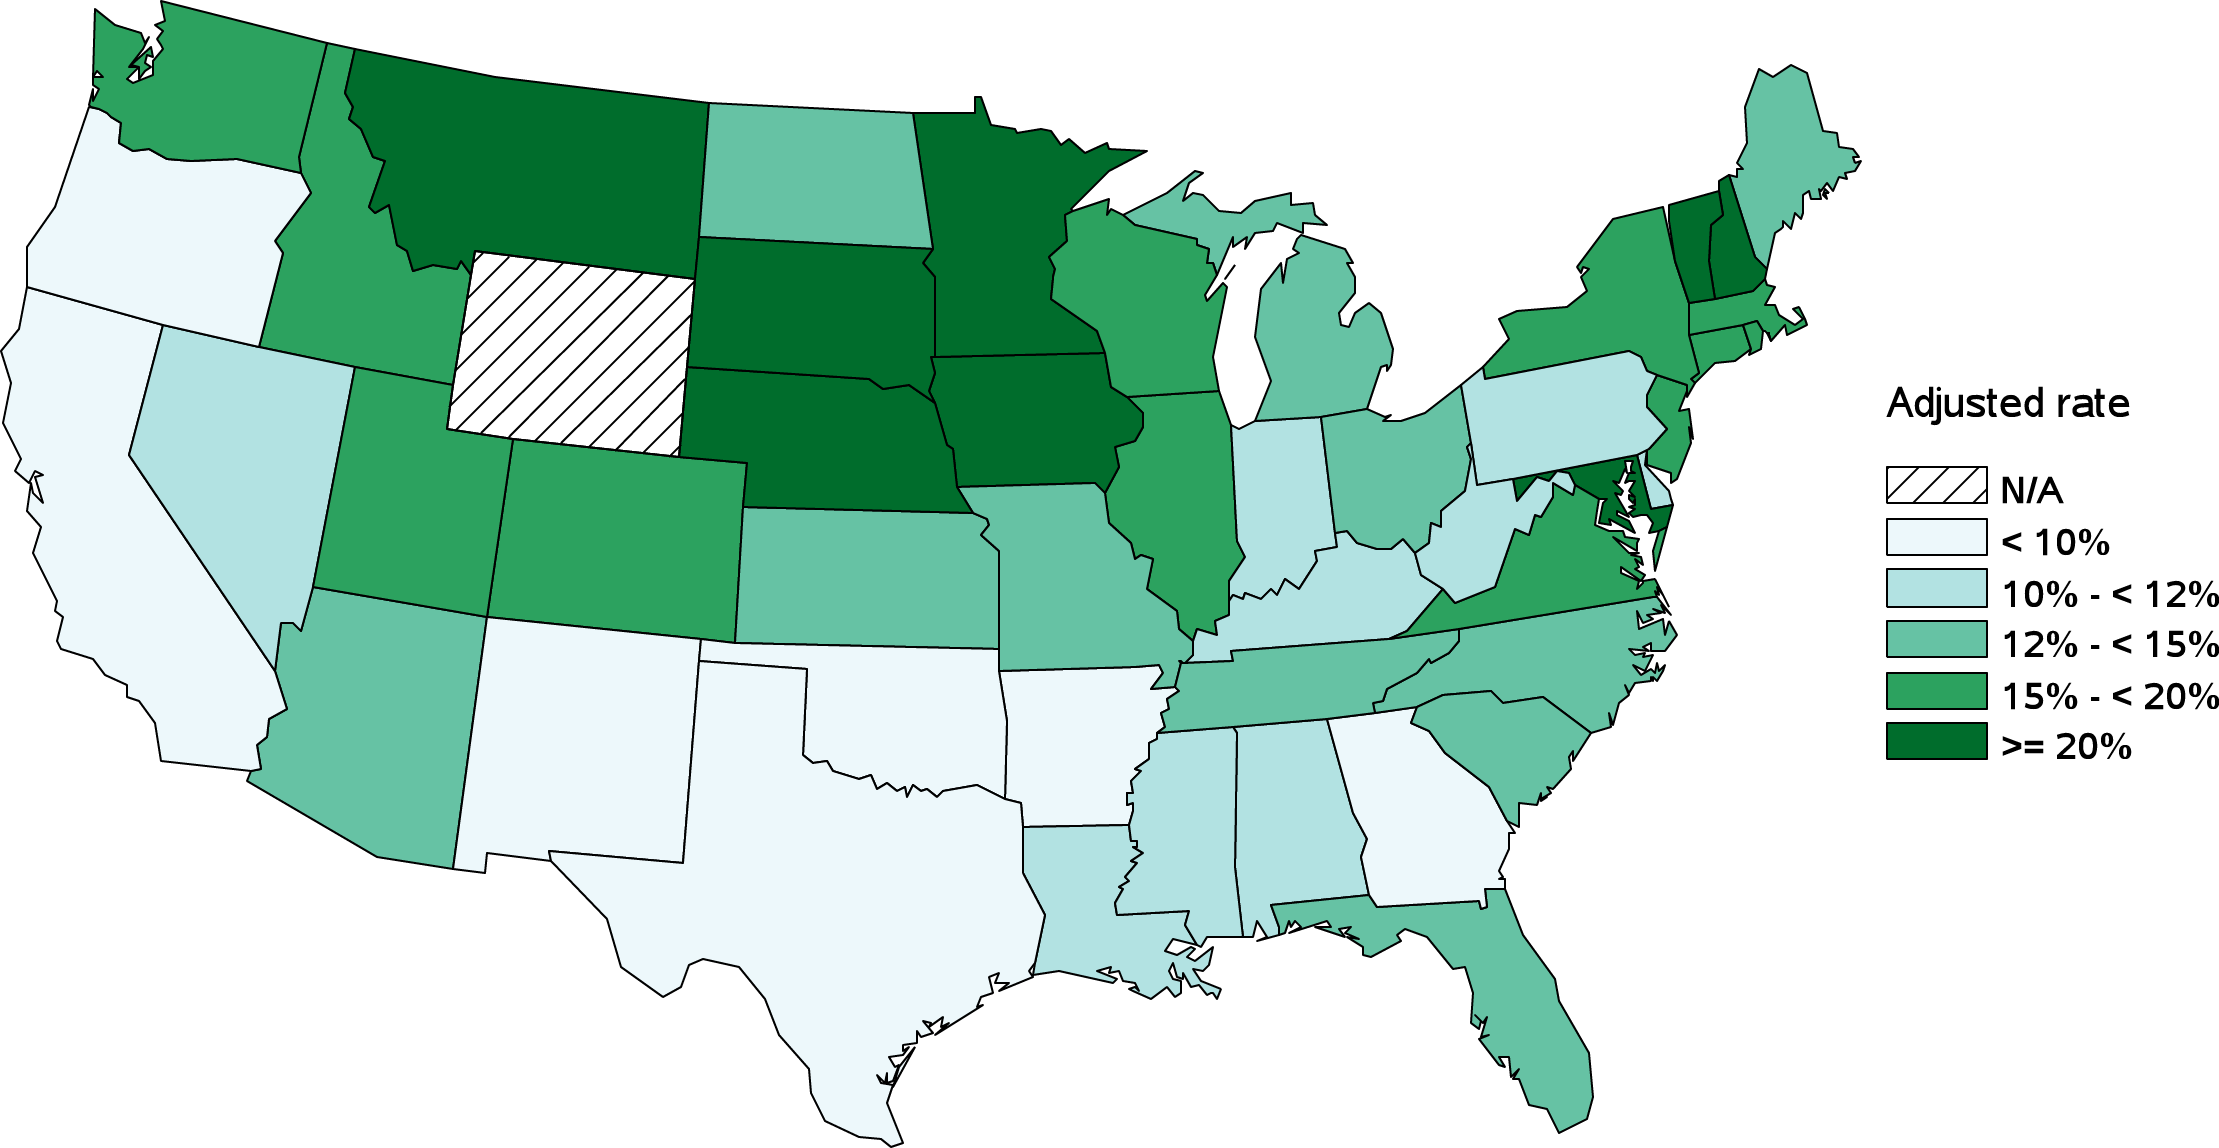 Adjusted rate
N/A
< 10%
10% - < 12%
12% - < 15%
15% - < 20%
>= 20%